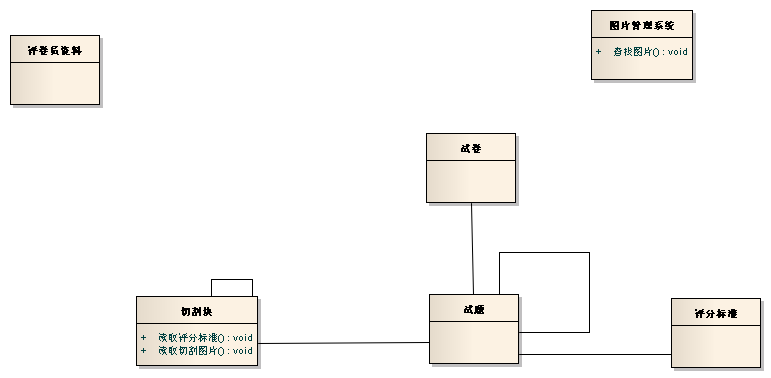 图片管理系统
+ 查找图片() : void
评卷员资料
试卷
切割块
+ 读取评分标准() : void
+ 读取切割图片() : void
试题
评分标准